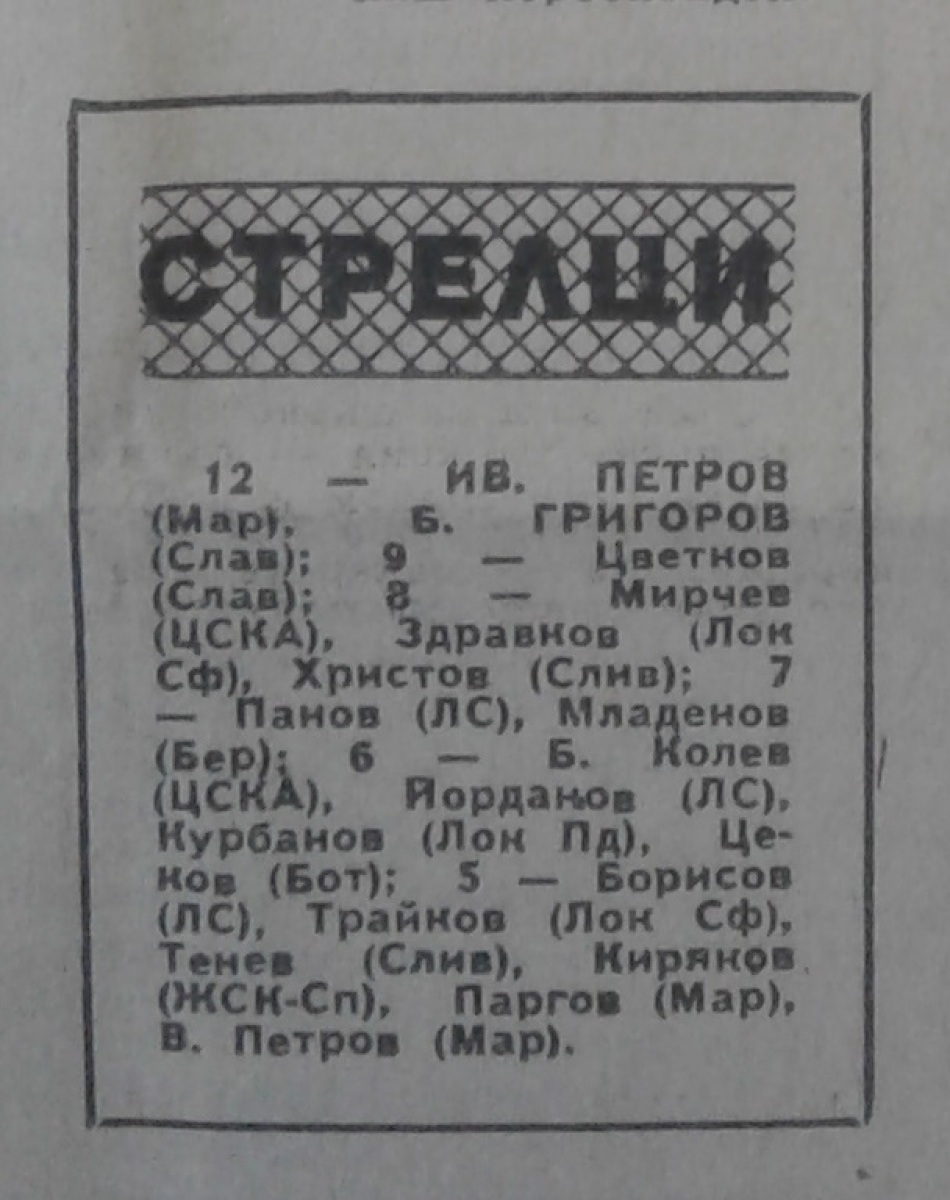 СТРЕЛЦИ
12 — ИВ. ПЕТРОВ
(Мар), Б. ГРИГОРОВ
(Слав); 9 — Цветков
(Слав); 8 — Мирчев
(ЦСКА), Здравков (Лок
Сф), Христов (Слив); 7
— Панов (ЛС), Младенов
(Бер); 6 — Б. Колев
(ЦСКА), Йорданов (ЛС),
Курбанов (Лок Пд), Це-
ков (Бот); 5 — Борисов
(ЛС), Трайков (Лок Сф),
Тенев (Слив), Киряков
(ЖСК-Сп), Паргов (Мар),
В. Петров (Мар).